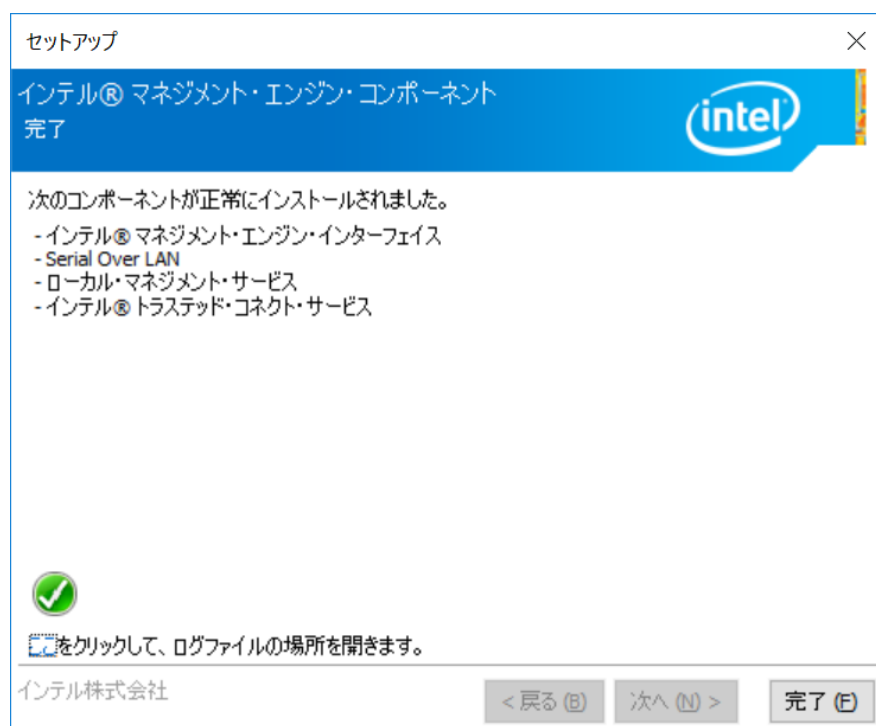 セットアップ
インテル® マネジメント・エンジン・コンポーネント
完了
intel
次のコンポーネントが正常にインストールされました。
- インテル® マネジメント・エンジン・インターフェイス
- Serial Over LAN
- ローカル・マネジメント・サービス
- インテル® トラステッド・コネクト・サービス
ここをクリックして、ログファイルの場所を開きます。
インテル株式会社
< 戻る (B) 次へ (N) > 完了 (F)